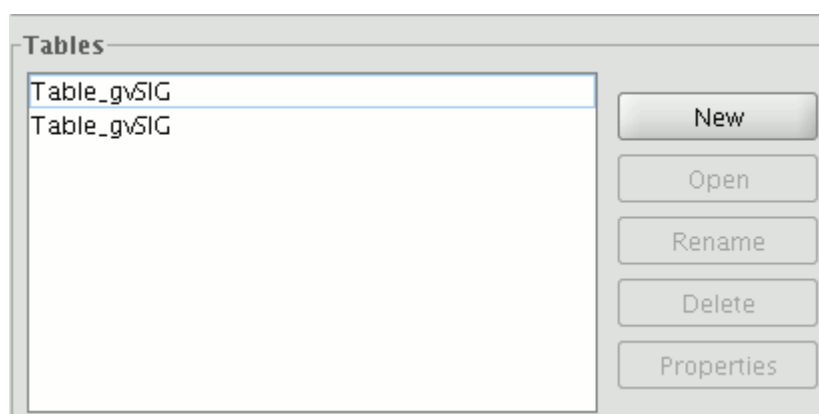 Tables
Table_gvSIG
Table_gvSIG
New
Open
Rename
Delete
Properties